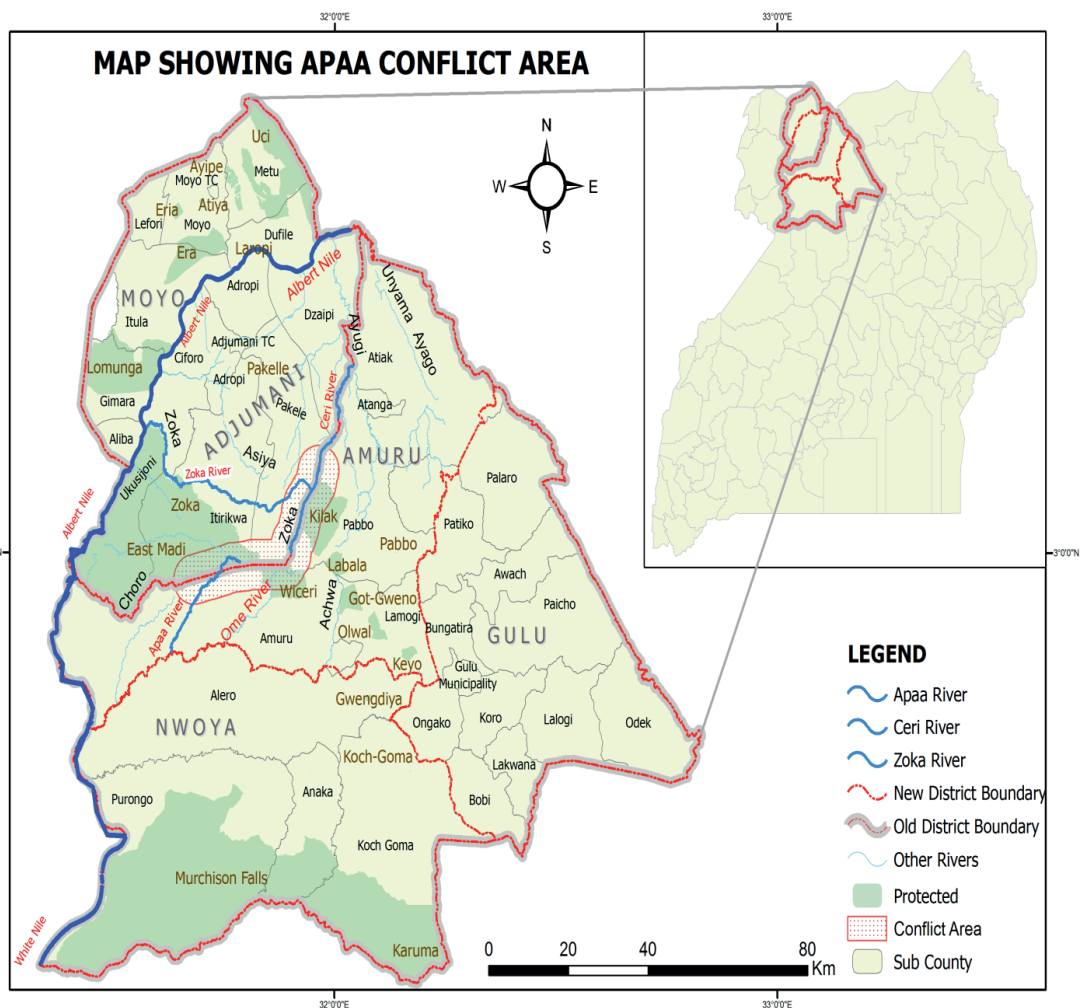 32°0'0"E
33°0'0"E
MAP SHOWING APAA CONFLICT AREA
N
W
E
S
Uci
Ayipe
Metu
Moyo TC
Eria
Atiya
Lefori
Moyo
Dufile
Era
Laropi
Albert Nile
Adropi
MOYO
Albert Nile
Unyama
Itula
Dzaipi
Ayugi
Ayago
Adjumani TC
Ciforo
Atiak
Lomunga
Pakelle
Adropi
Gimara
Pakele
Ceri River
Atanga
Zoka
ADJUMANI
Aliba
Asiya
AMURU
Ukusijoni
Zoka River
Palaro
Albert Nile
Zoka
Itirikwa
Zoka
Kilak
Pabbo
Patiko
East Madi
Pabbo
3°0'0"N
Labala
Awach
Choro
Wiceri
Achwa
Got-Gweno
Paicho
Apaa River
Ome River
Lamogi
Amuru
Olwal
Bungatira
GULU
Keyo
Gulu
Municipality
Alero
Gwengdiya
NWOYA
Ongako
Koro
Lalogi
Odek
Koch-Goma
Lakwana
Purongo
Anaka
Bobi
Koch Goma
Murchison Falls
White Nile
Karuma
LEGEND
Apaa River
Ceri River
Zoka River
New District Boundary
Old District Boundary
Other Rivers
Protected
Conflict Area
Sub County
0
20
40
80
Km
32°0'0"E
33°0'0"E